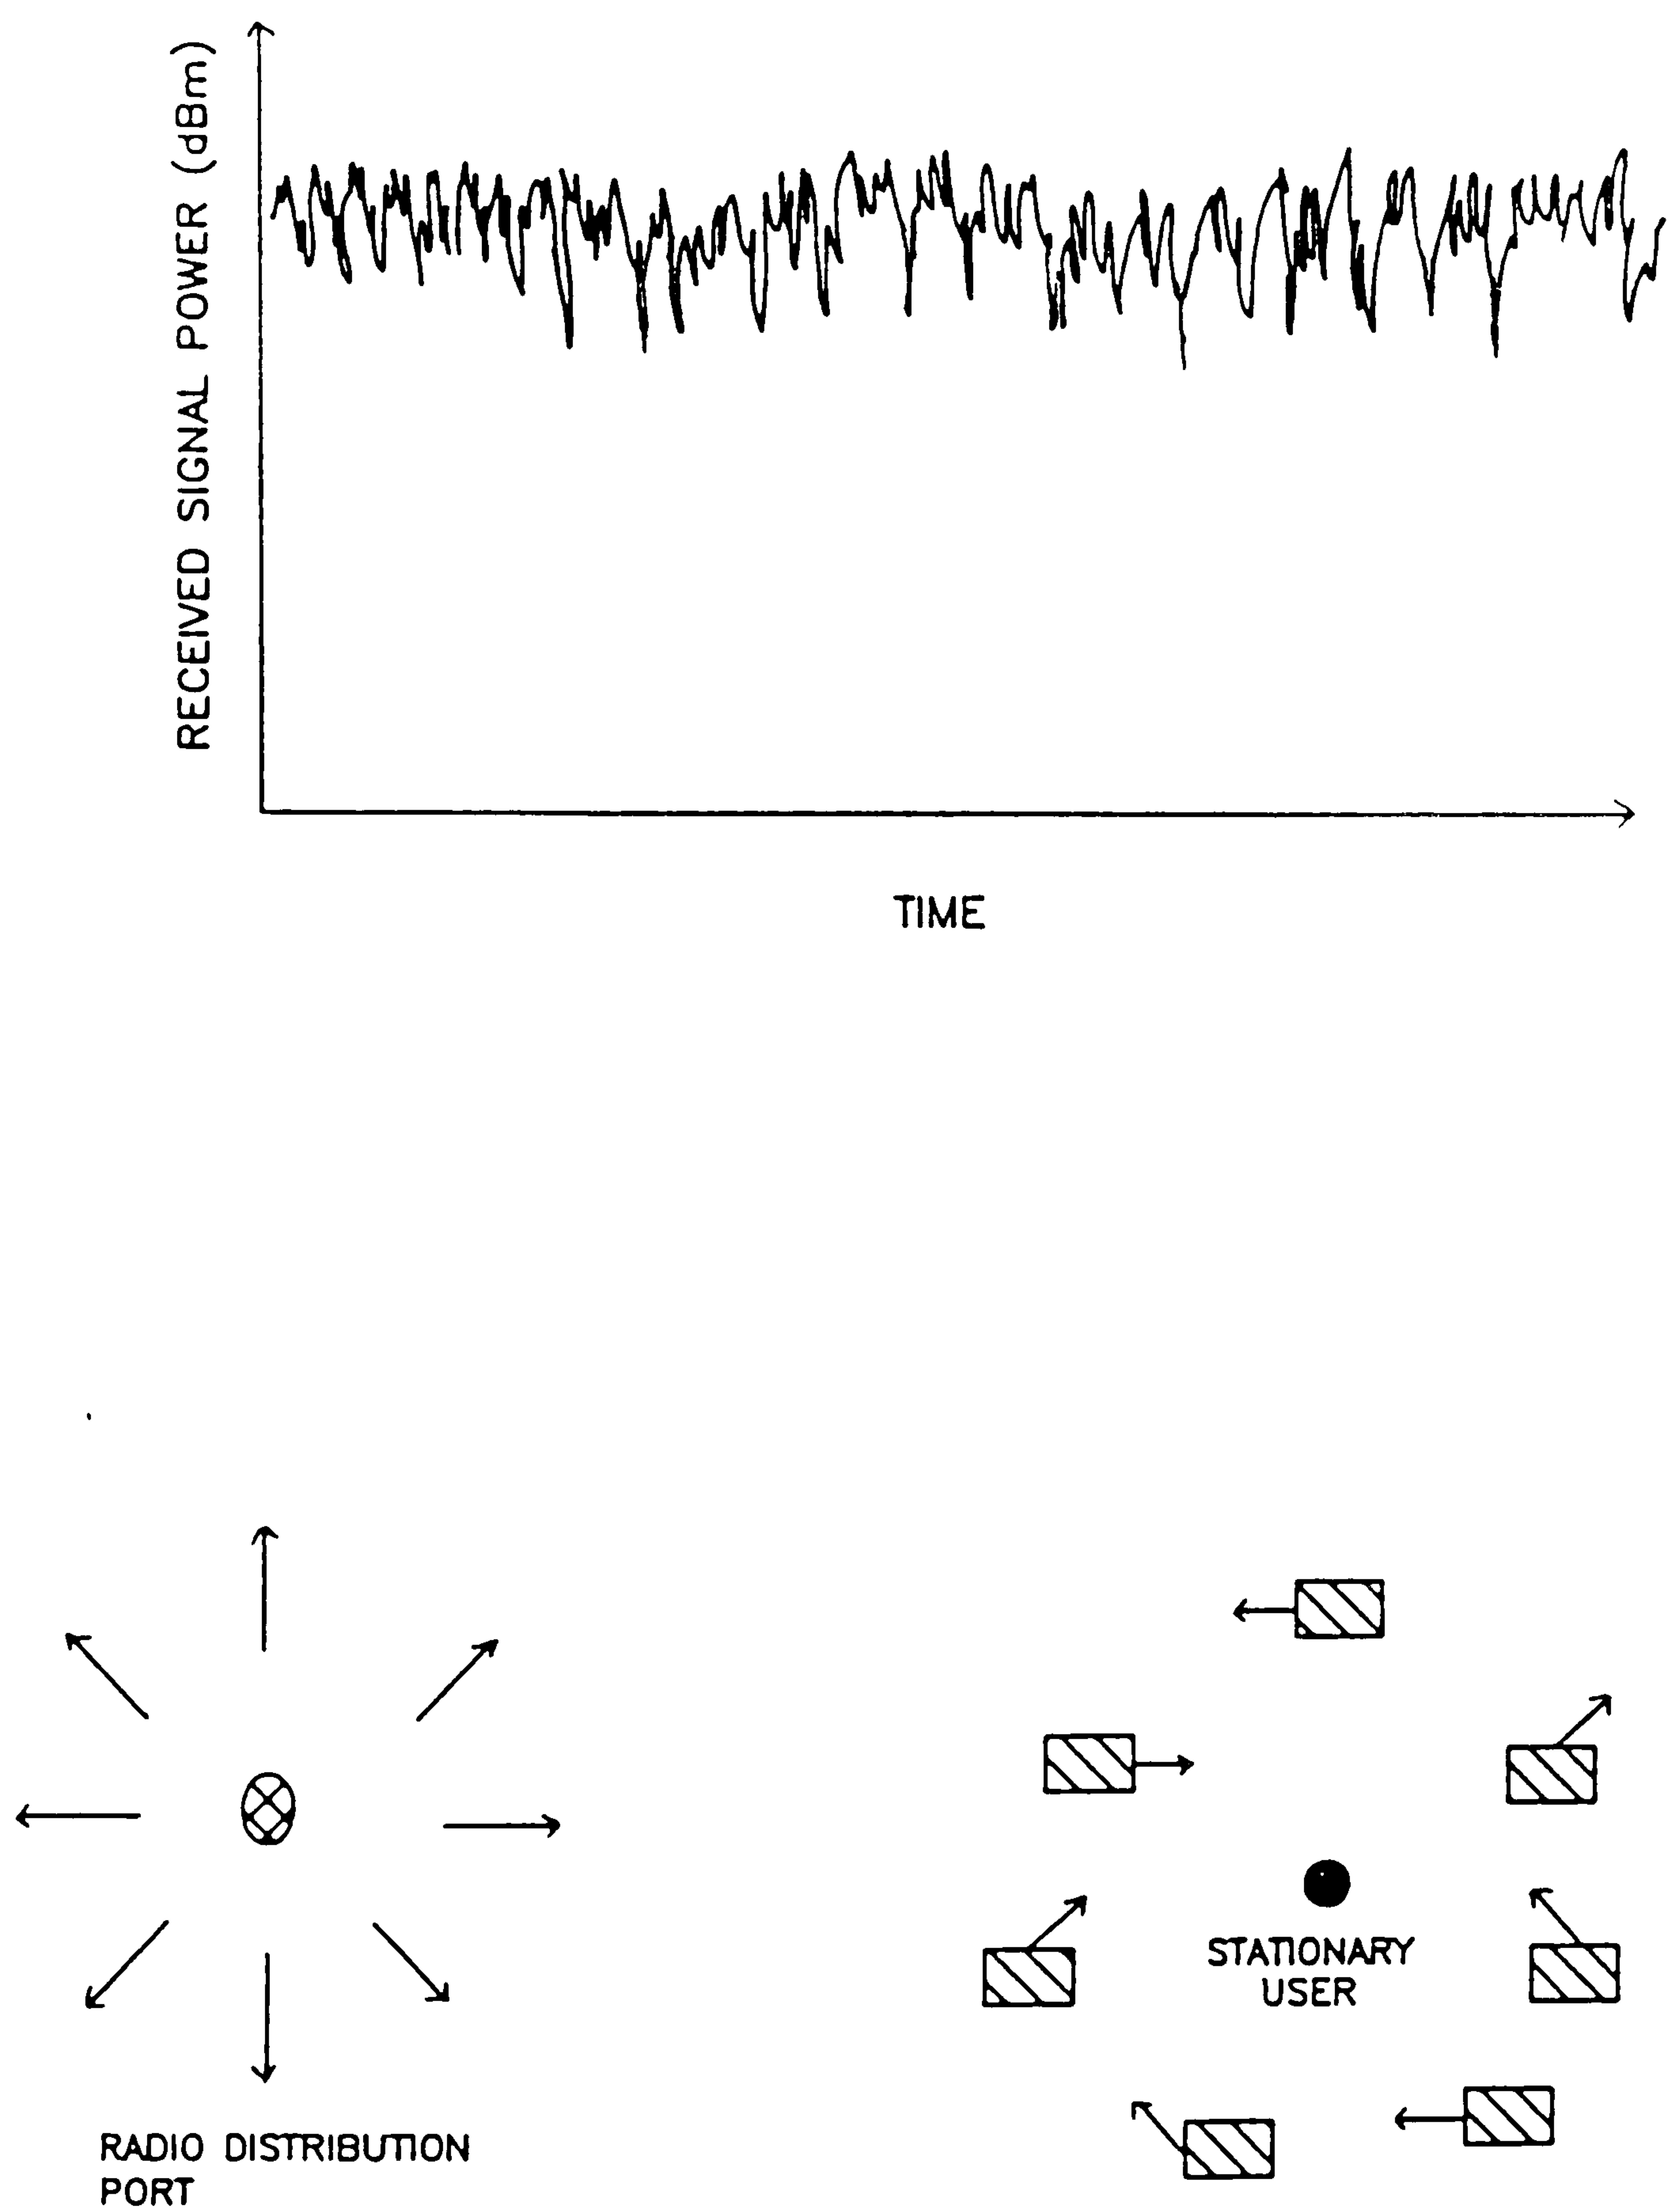 RECEIVED SIGNAL POWER (dBm)
TIME
STATIONARY
USER
RADIO DISTRIBUTION
PORT